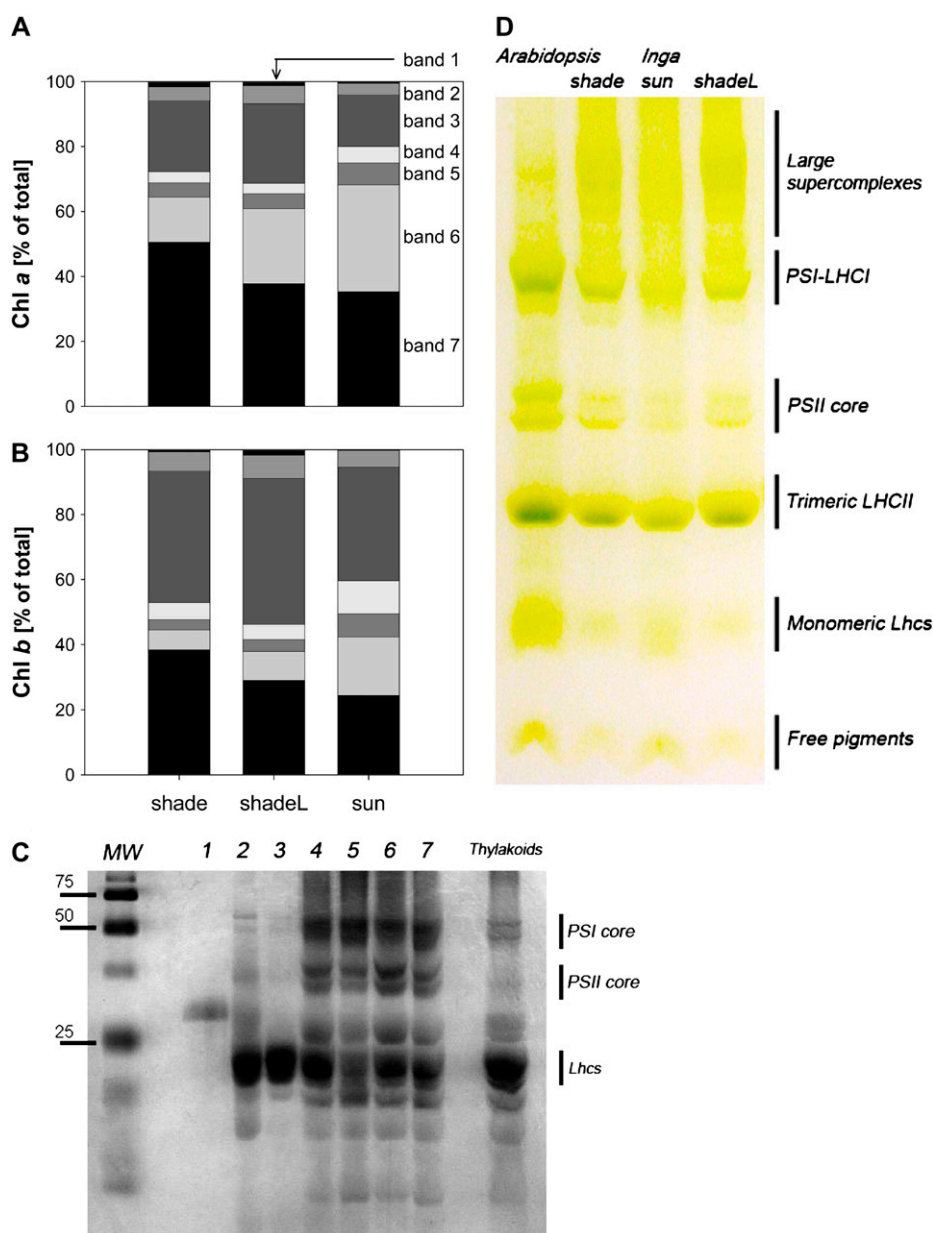 A
Chl a [% of total]
100
80
60
40
20
0
band 1
band 2
band 3
band 4
band 5
band 6
band 7
B
Chl b [% of total]
100
80
60
40
20
0
shade shadeL sun
C
MW 1 2 3 4 5 6 7 Thylakoids
75
50
25
PSI core
PSII core
Lhcs
D
Arabidopsis Inga
shade sun shadeL
Large
supercomplexes
PSI-LHCI
PSII core
Trimeric LHCII
Monomeric Lhcs
Free pigments